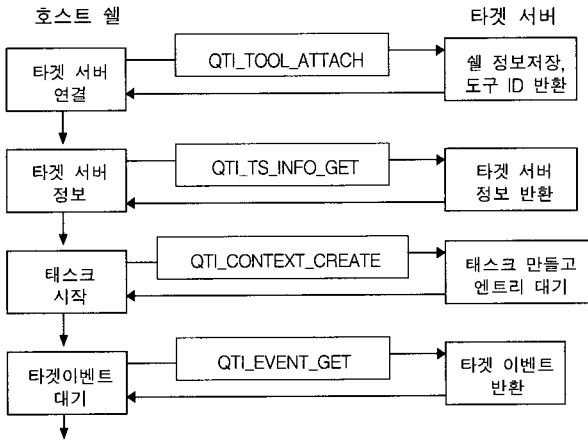 호스트 쉘
타겟 서버
타겟 서버
연결
QTI_TOOL_ATTACH
쉘 정보저장,
도구 ID 반환
타겟 서버
정보
QTI_TS_INFO_GET
타겟 서버
정보 반환
태스크
시작
QTI_CONTEXT_CREATE
태스크 만들고
엔트리 대기
타겟이벤트
대기
QTI_EVENT_GET
타겟 이벤트
반환